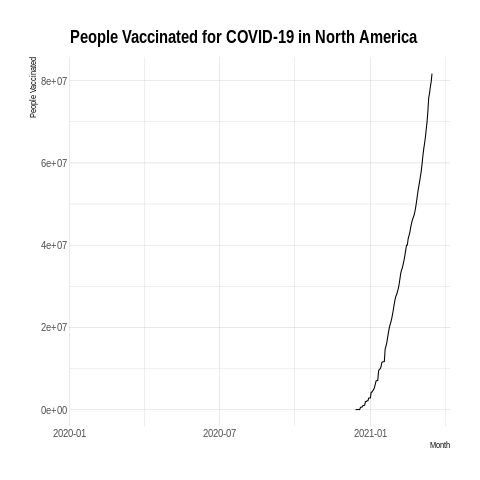 People Vaccinated for COVID-19 in North America
People Vaccinated
8e+07
6e+07
4e+07
2e+07
0e+00
2020-01 2020-07 2021-01
Month